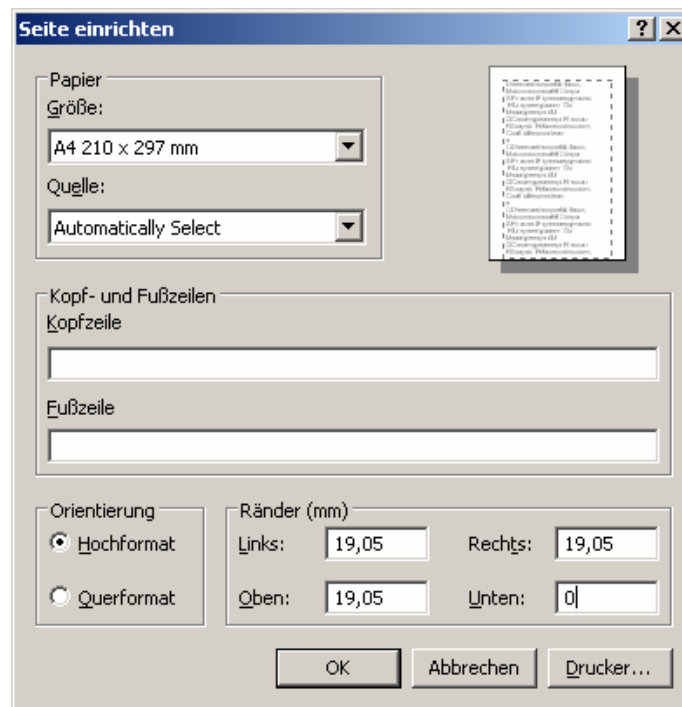 Seite einrichten
Papier
Größe:
A4 210 x 297 mm
Quelle:
Automatically Select
Kopf- und Fußzeilen
Kopfzeile
Fußzeile
Orientierung
Hochformat
Querformat
Ränder (mm)
Links: 19,05 Rechts: 19,05
Oben: 19,05 Unten: 0
OK Abbrechen Drucker...